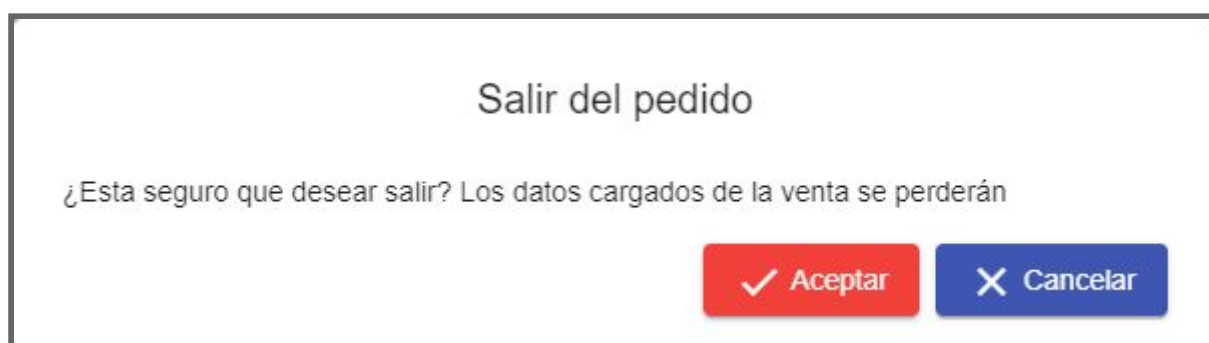 Salir del pedido
¿Esta seguro que desear salir? Los datos cargados de la venta se perderán
Aceptar
Cancelar